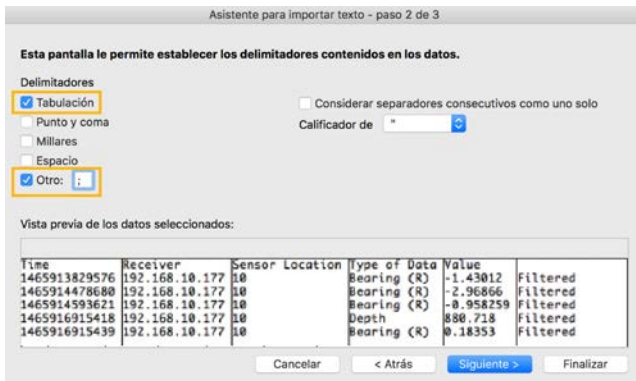 Asistente para importar texto - paso 2 de 3
Esta pantalla le permite establecer los delimitadores contenidos en los datos.
Delimitadores
Tabulación
Considerar separadores consecutivos como uno solo
Punto y coma
Calificador de "
Millares
Espacio
Otro: ;
Vista previa de los datos seleccionados:
Time Receiver Sensor Location Type of Data Value
1465913829576 192.168.10.177 10 Bearing (R) -1.43012 Filtered
1465914478680 192.168.10.177 10 Bearing (R) -2.96866 Filtered
1465914593621 192.168.10.177 10 Bearing (R) -0.958259 Filtered
1465916915418 192.168.10.177 10 Depth 880.718 Filtered
1465916915439 192.168.10.177 10 Bearing (R) 0.18353 Filtered
Cancelar < Atrás Siguiente > Finalizar